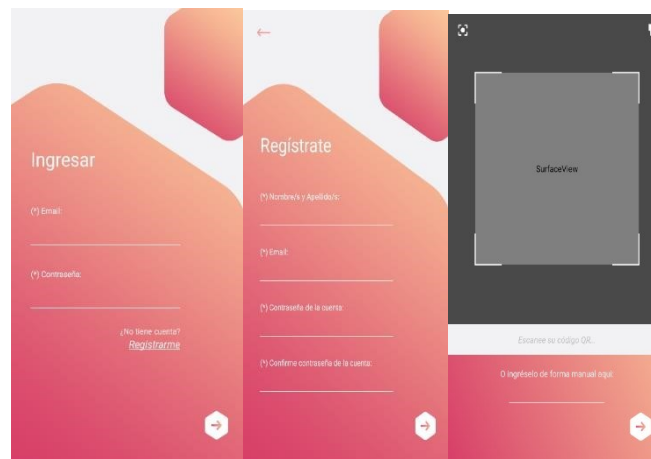 Ingresar
(*) Email:
(*) Contraseña:
¿No tiene cuenta?
Registrarme
Regístrate
(*) Nombre/s y Apellido/s:
(*) Email:
(*) Contraseña de la cuenta:
(*) Confirme contraseña de la cuenta:
SurfaceView
Escanee su código QR...
O ingréselo de forma manual aquí: